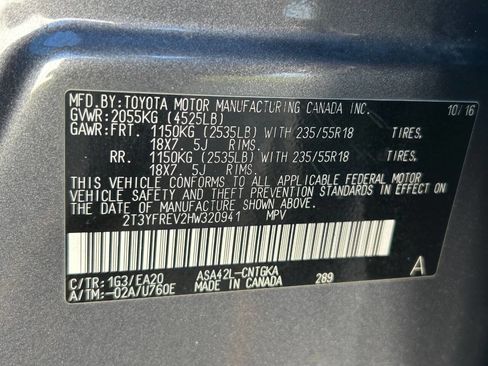 MFD.BY:TOYOTA MOTOR MANUFACTURING CANADA INC. 10/16
GVWR:2055KG (4525LB)
GAWR:FRT. 1150KG (2535LB) WITH 235/55R18 TIRES.
18X7.5J RIMS.
RR. 1150KG (2535LB) WITH 235/55R18 TIRES.
18X7.5J RIMS.
THIS VEHICLE CONFORMS TO ALL APPLICABLE FEDERAL MOTOR
VEHICLE SAFETY AND THEFT PREVENTION STANDARDS IN EFFECT ON
THE DATE OF MANUFACTURE SHOWN ABOVE.
2T3YFREV2HW320941 MPV
C/TR:1G3/EA20 ASA42L-CNTGKA A
A/TM:-02A/U760E MADE IN CANADA 289